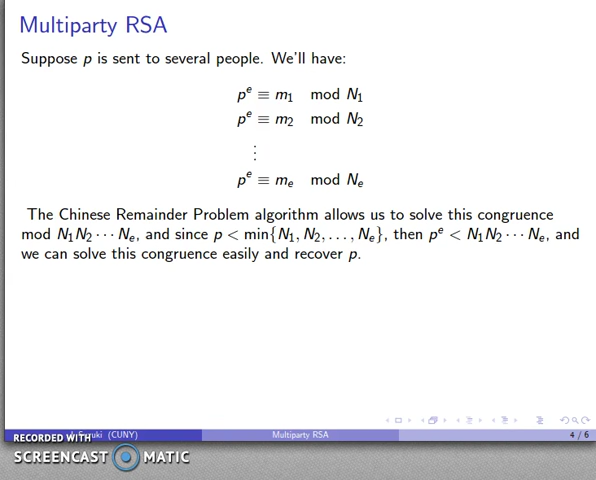 Multiparty RSA
Suppose p is sent to several people. We'll have:
p^e ≡ m_1 mod N_1
p^e ≡ m_2 mod N_2
⋮
p^e ≡ m_e mod N_e
The Chinese Remainder Problem algorithm allows us to solve this congruence
mod N_1N_2 ⋯ N_e, and since p < min{N_1, N_2, ..., N_e}, then p^e < N_1N_2 ⋯ N_e, and
we can solve this congruence easily and recover p.
(CUNY)
Multiparty RSA
4 / 6
RECORDED WITH
SCREENCAST MATIC